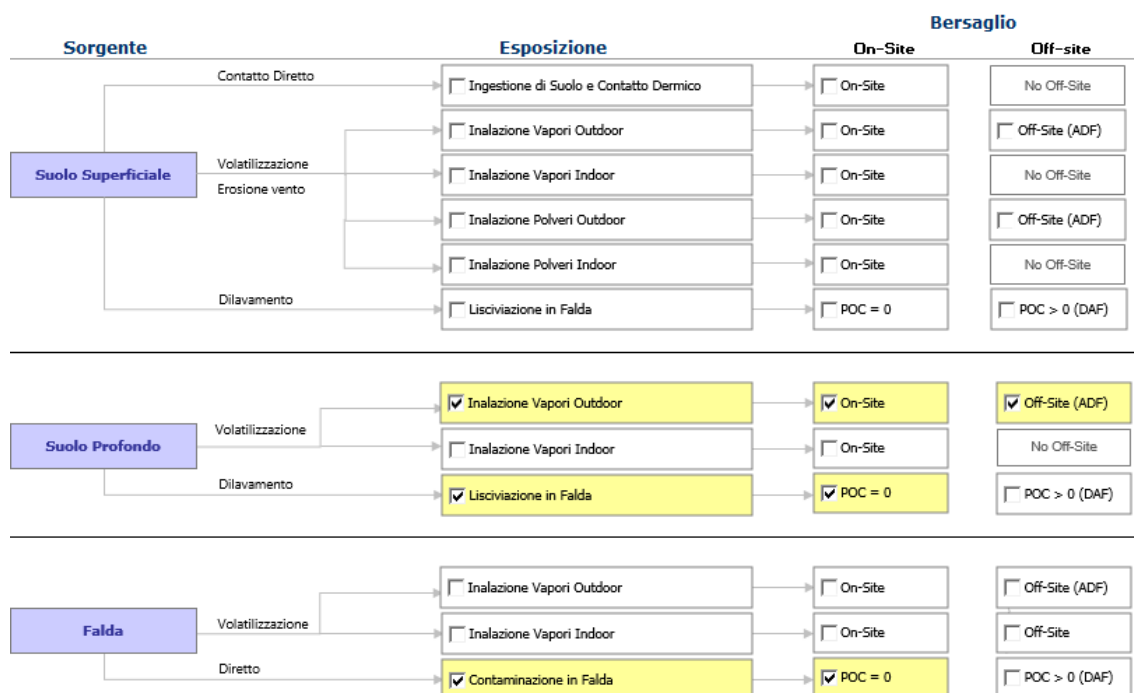 Bersaglio
Sorgente Esposizione On-Site Off-site
Contatto Diretto
Ingestione di Suolo e Contatto Dermico On-Site No Off-Site
Inalazione Vapori Outdoor On-Site Off-Site (ADF)
Volatilizzazione
Suolo Superficiale Inalazione Vapori Indoor On-Site No Off-Site
Erosione vento
Inalazione Polveri Outdoor On-Site Off-Site (ADF)
Inalazione Polveri Indoor On-Site No Off-Site
Dilavamento
Lisciviazione in Falda POC = 0 POC > 0 (DAF)
Inalazione Vapori Outdoor On-Site Off-Site (ADF)
Volatilizzazione
Suolo Profondo Inalazione Vapori Indoor On-Site No Off-Site
Dilavamento
Lisciviazione in Falda POC = 0 POC > 0 (DAF)
Inalazione Vapori Outdoor On-Site Off-Site (ADF)
Volatilizzazione
Falda Inalazione Vapori Indoor On-Site Off-Site
Diretto
Contaminazione in Falda POC = 0 POC > 0 (DAF)